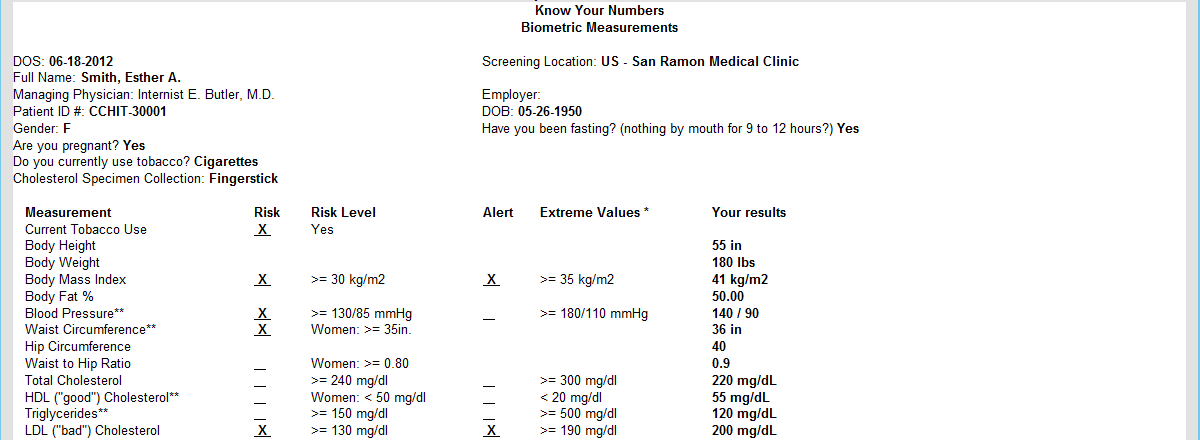 Know Your Numbers
Biometric Measurements
DOS: 06-18-2012 Screening Location: US - San Ramon Medical Clinic
Full Name: Smith, Esther A.
Managing Physician: Internist E. Butler, M.D. Employer:
Patient ID #: CCHIT-30001 DOB: 05-26-1950
Gender: F Have you been fasting? (nothing by mouth for 9 to 12 hours?) Yes
Are you pregnant? Yes
Do you currently use tobacco? Cigarettes
Cholesterol Specimen Collection: Fingerstick
Measurement Risk Risk Level Alert Extreme Values * Your results
Current Tobacco Use X Yes
Body Height 55 in
Body Weight 180 lbs
Body Mass Index X >= 30 kg/m2 X >= 35 kg/m2 41 kg/m2
Body Fat % 50.00
Blood Pressure** X >= 130/85 mmHg __ >= 180/110 mmHg 140 / 90
Waist Circumference** X Women: >= 35in. 36 in
Hip Circumference 40
Waist to Hip Ratio __ Women: >= 0.80 0.9
Total Cholesterol __ >= 240 mg/dl __ >= 300 mg/dl 220 mg/dL
HDL ("good") Cholesterol** __ Women: < 50 mg/dl __ < 20 mg/dl 55 mg/dL
Triglycerides** __ >= 150 mg/dl __ >= 500 mg/dl 120 mg/dL
LDL ("bad") Cholesterol X >= 130 mg/dl X >= 190 mg/dl 200 mg/dL